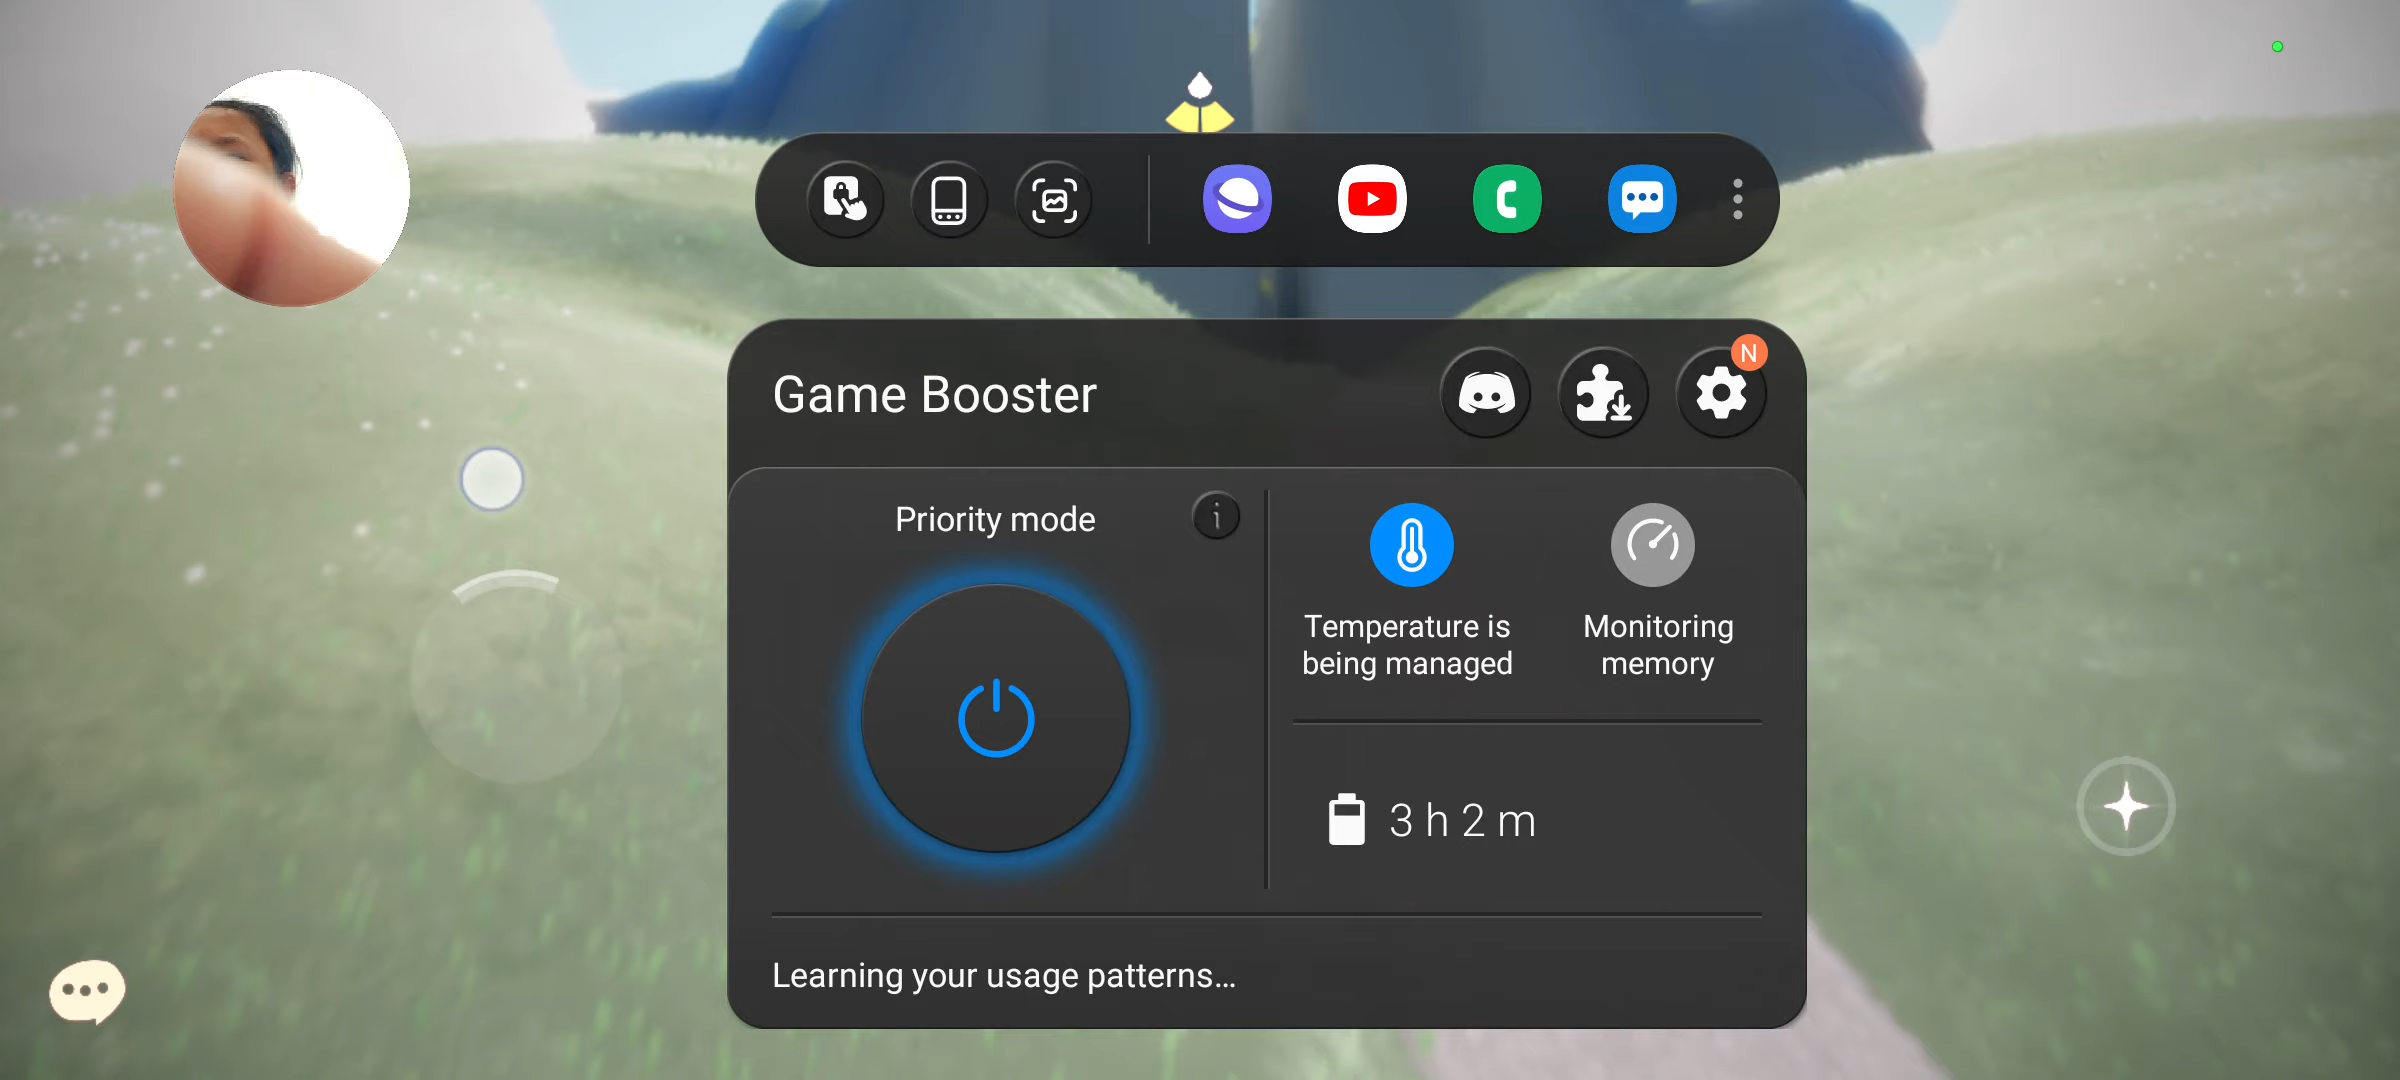 N
Game Booster
Priority mode
Temperature is
being managed
Monitoring
memory
3 h 2 m
Learning your usage patterns...